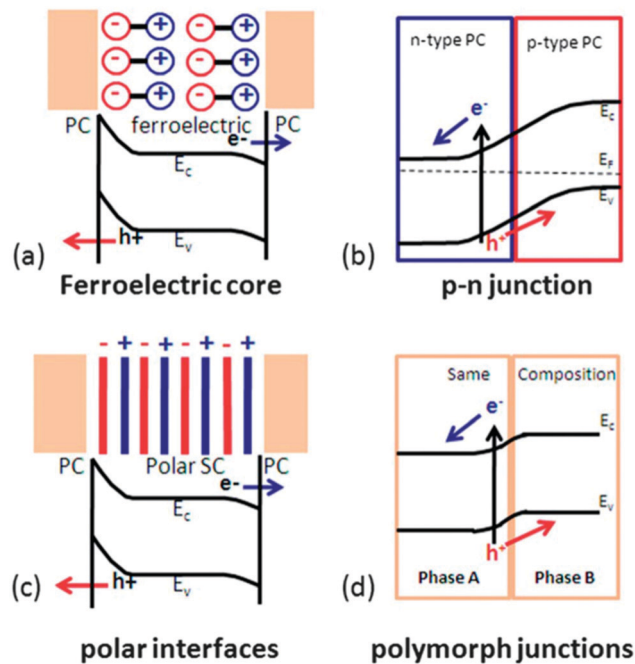 - + - +
- + - +
- + - +
PC ferroelectric PC
e-
Ec
h+ Ev
(a)
Ferroelectric core
n-type PC p-type PC
e-
Ec
EF
Ev
h+
(b)
p-n junction
- + - + - + - +
PC Polar SC PC
e-
Ec
h+ Ev
(c)
polar interfaces
Same Composition
e-
Ec
Ev
h+
Phase A Phase B
(d)
polymorph junctions